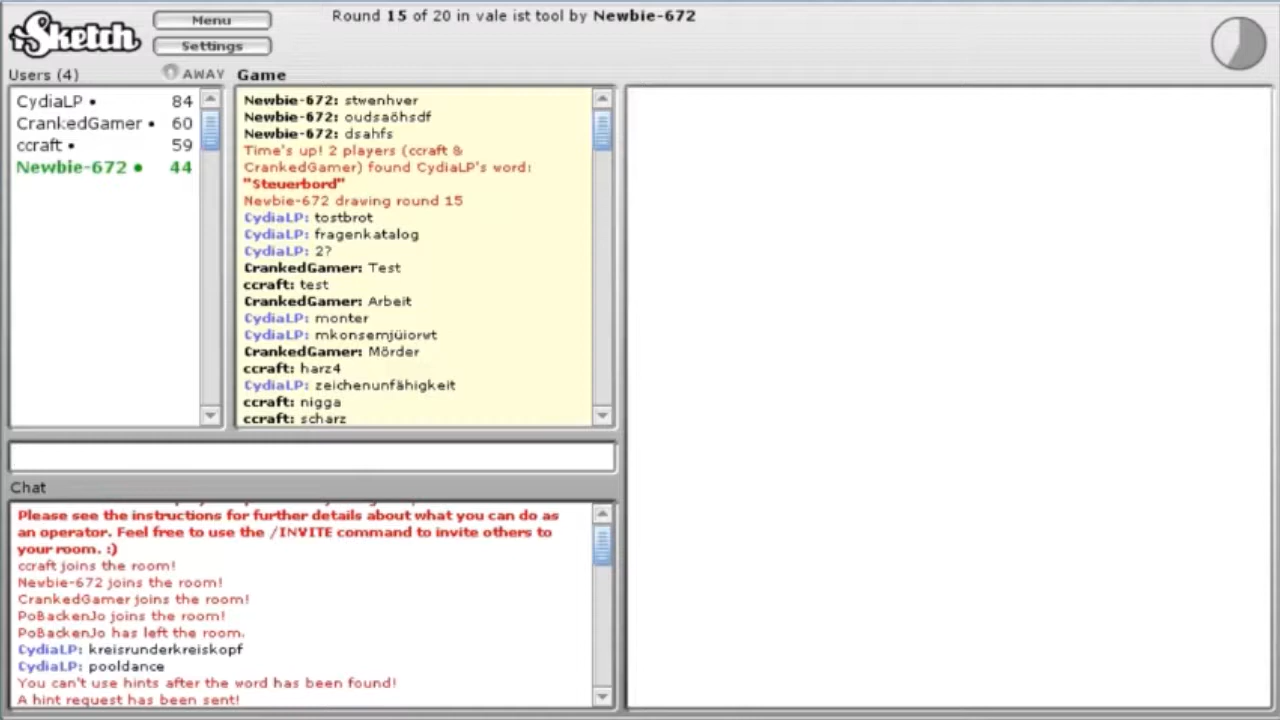 iSketch
Menu
Settings
Round 15 of 20 in vale ist tool by Newbie-672
Users (4)
AWAY
CydiaLP • 84
CrankedGamer • 60
ccraft • 59
Newbie-672 • 44
Game
Newbie-672: stwenhver
Newbie-672: oudsaöhsdf
Newbie-672: dsahfs
Time's up! 2 players (ccraft &
CrankedGamer) found CydiaLP's word:
"Steuerbord"
Newbie-672 drawing round 15
CydiaLP: tostbrot
CydiaLP: fragenkatalog
CydiaLP: 2?
CrankedGamer: Test
ccraft: test
CrankedGamer: Arbeit
CydiaLP: monter
CydiaLP: mkonsemjüiorwt
CrankedGamer: Mörder
ccraft: harz4
CydiaLP: zeichenunfähigkeit
ccraft: nigga
ccraft: scharz
Chat
Please see the instructions for further details about what you can do as
an operator. Feel free to use the /INVITE command to invite others to
your room. :)
ccraft joins the room!
Newbie-672 joins the room!
CrankedGamer joins the room!
PoBackenJo joins the room!
PoBackenJo has left the room.
CydiaLP: kreisrunderkreiskopf
CydiaLP: pooldance
You can't use hints after the word has been found!
A hint request has been sent!